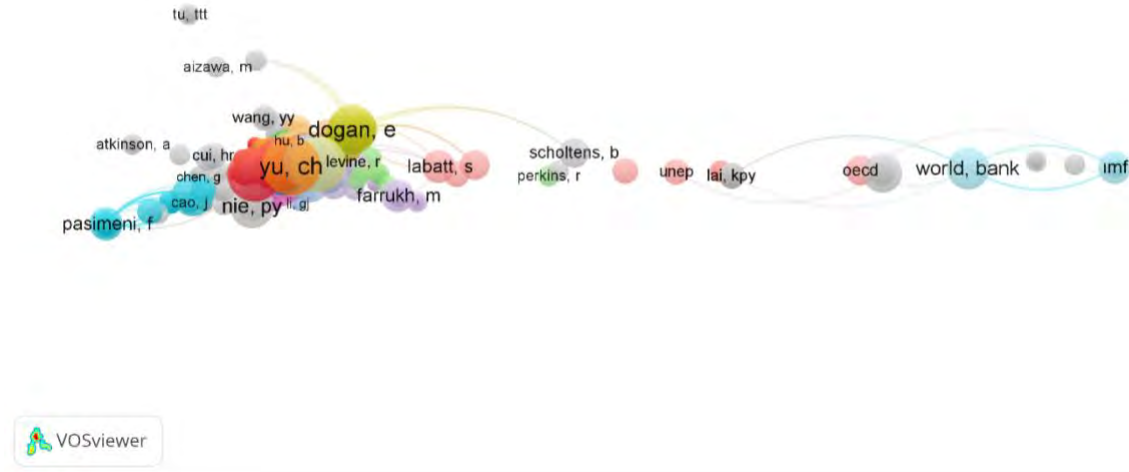 tu, ttt
aizawa, m
wang, yy
dogan, e
atkinson, a
hu, b
cui, hr
yu, ch
levine, r
labatt, s
scholtens, b
chen, g
perkins, r
unep
lai, kpy
oecd
world, bank
imf
cao, j
nie, py
li, gj
farrukh, m
pasimeni, f
VOSviewer